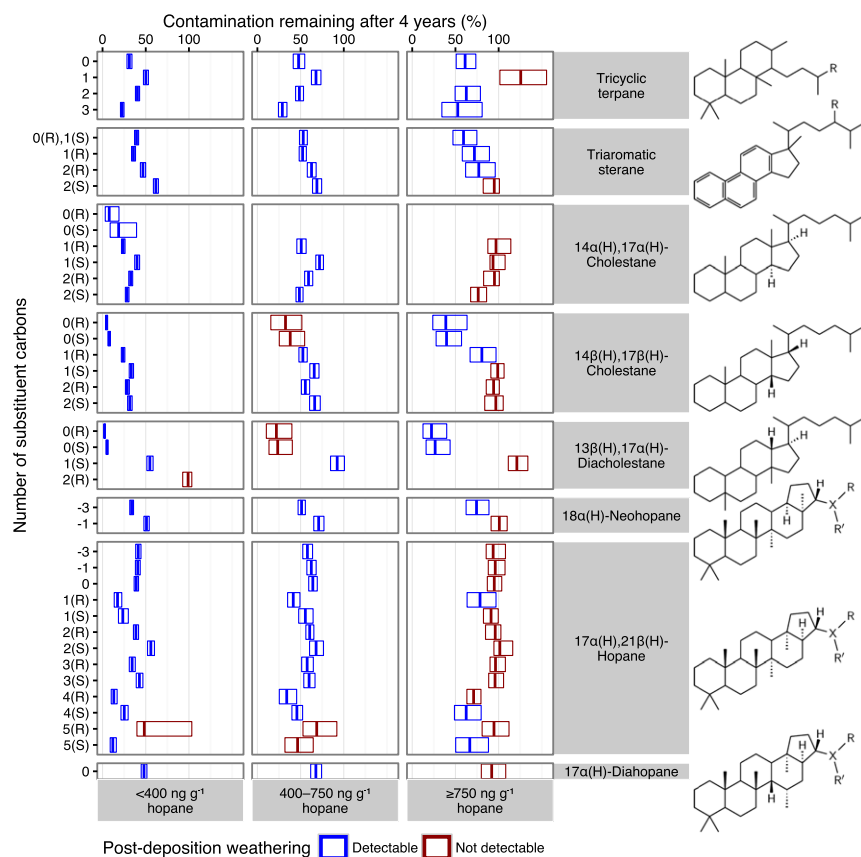 Contamination remaining after 4 years (%)
0 50 100 0 50 100 0 50 100
Number of substituent carbons
0
1
2
3
Tricyclic
terpane
R
0(R),1(S)
1(R)
2(R)
2(S)
Triaromatic
sterane
R
0(R)
0(S)
1(R)
1(S)
2(R)
2(S)
14α(H),17α(H)-
Cholestane
H
H
0(R)
0(S)
1(R)
1(S)
2(R)
2(S)
14β(H),17β(H)-
Cholestane
H
H
0(R)
0(S)
1(S)
2(R)
13β(H),17α(H)-
Diacholestane
H
H
-3
-1
18α(H)-Neohopane
H
R
X
H
R'
-3
-1
0
1(R)
1(S)
2(R)
2(S)
3(R)
3(S)
4(R)
4(S)
5(R)
5(S)
17α(H),21β(H)-
Hopane
H
R
H
X
R'
0
17α(H)-Diahopane
H
R
H
X
R'
H
<400 ng g-1
hopane
400–750 ng g-1
hopane
≥750 ng g-1
hopane
Post-deposition weathering Detectable Not detectable